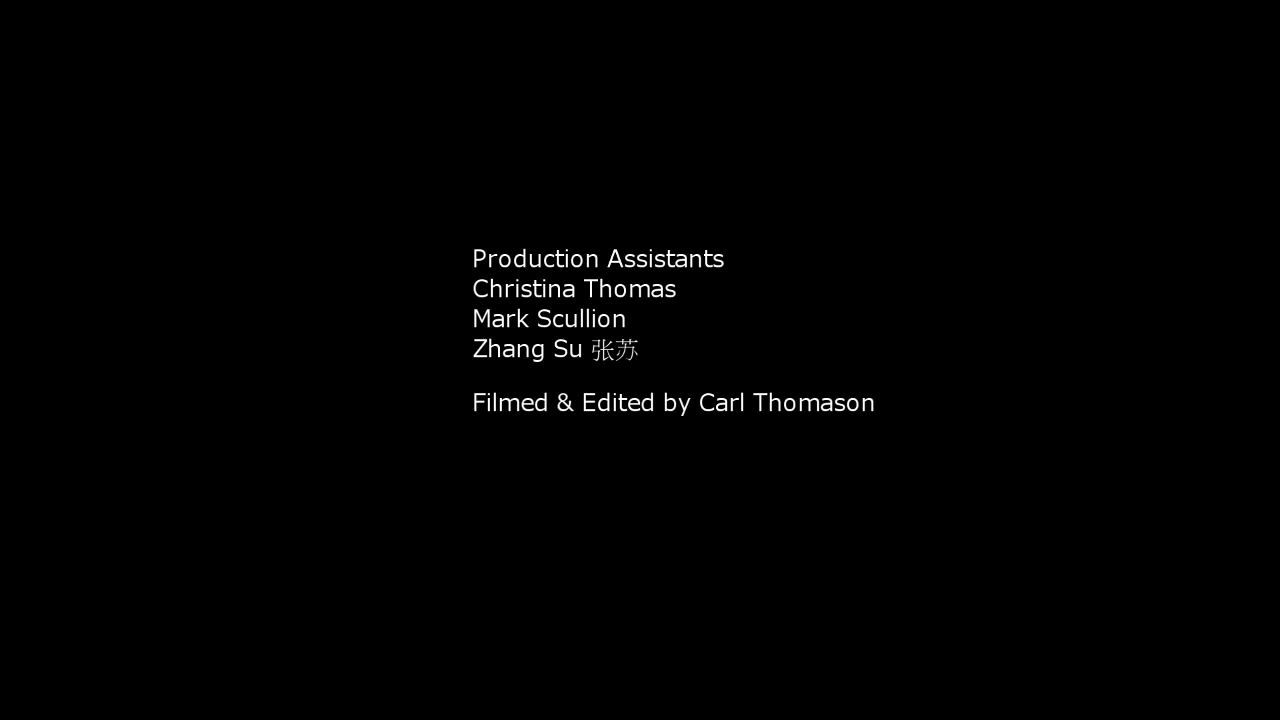 Production Assistants
Christina Thomas
Mark Scullion
Zhang Su 张苏
Filmed & Edited by Carl Thomason